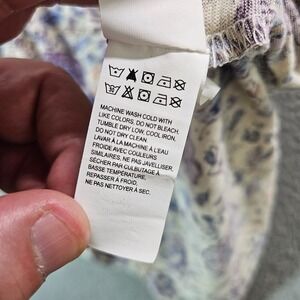 MACHINE WASH COLD WITH
LIKE COLORS, DO NOT BLEACH,
TUMBLE DRY LOW, COOL IRON,
DO NOT DRY CLEAN
LAVAR À LA MACHINE À L'EAU
FROIDE AVEC COULEURS
SIMILAIRES, NE PAS JAVELLISER,
SÉCHER PAR CULBUTAGE À
BASSE TEMPÉRATURE,
REPASSER À FROID,
NE PAS NETTOYER À SEC.